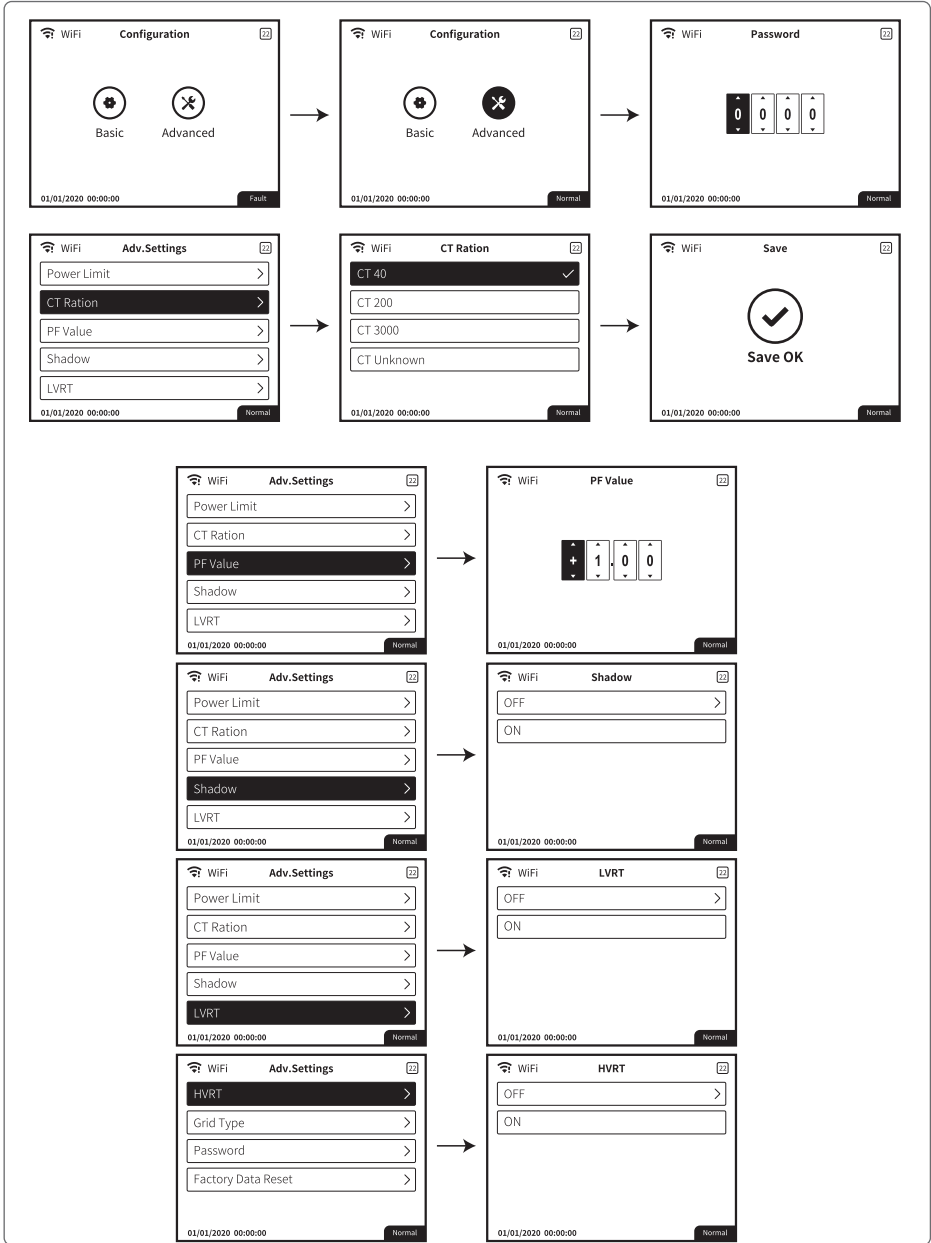 WiFi Configuration 22
Basic Advanced
01/01/2020 00:00:00 Fault
WiFi Configuration 22
Basic Advanced
01/01/2020 00:00:00 Normal
WiFi Password 22
0 0 0 0
01/01/2020 00:00:00 Normal
WiFi Adv.Settings 22
Power Limit
CT Ration
PF Value
Shadow
LVRT
01/01/2020 00:00:00 Normal
WiFi CT Ration 22
CT 40
CT 200
CT 3000
CT Unknown
01/01/2020 00:00:00 Normal
WiFi Save 22
Save OK
01/01/2020 00:00:00 Normal
WiFi Adv.Settings 22
Power Limit
CT Ration
PF Value
Shadow
LVRT
01/01/2020 00:00:00 Normal
WiFi PF Value 22
+ 1 . 0 0
01/01/2020 00:00:00 Normal
WiFi Adv.Settings 22
Power Limit
CT Ration
PF Value
Shadow
LVRT
01/01/2020 00:00:00 Normal
WiFi Shadow 22
OFF
ON
01/01/2020 00:00:00 Normal
WiFi Adv.Settings 22
Power Limit
CT Ration
PF Value
Shadow
LVRT
01/01/2020 00:00:00 Normal
WiFi LVRT 22
OFF
ON
01/01/2020 00:00:00 Normal
WiFi Adv.Settings 22
HVRT
Grid Type
Password
Factory Data Reset
01/01/2020 00:00:00 Normal
WiFi HVRT 22
OFF
ON
01/01/2020 00:00:00 Normal